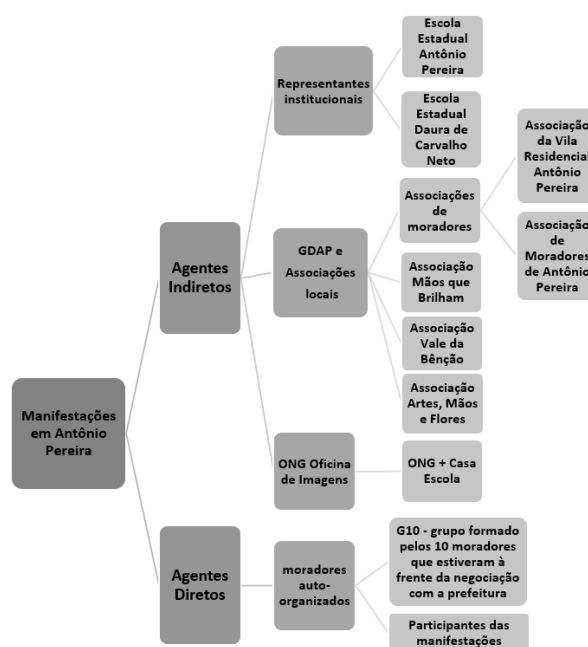 Manifestações
em Antônio
Pereira
Agentes
Indiretos
Representantes
institucionais
Escola
Estadual
Antônio
Pereira
Escola
Estadual
Daura de
Carvalho
Neto
GDAP e
Associações
locais
Associações
de
moradores
Associação
da Vila
Residencial
Antônio
Pereira
Associação
de
Moradores
de Antônio
Pereira
Associação
Mãos que
Brilham
Associação
Vale da
Bênção
Associação
Artes, Mãos
e Flores
ONG Oficina
de Imagens
ONG + Casa
Escola
Agentes
Diretos
moradores
auto-
organizados
G10 - grupo formado
pelos 10 moradores
que estiveram à
frente da negociação
com a prefeitura
Participantes das
manifestações